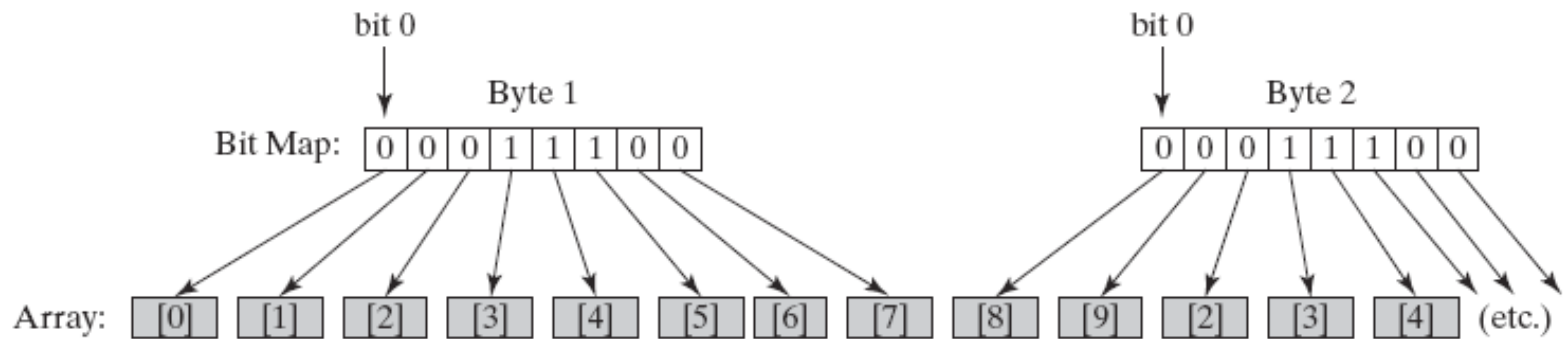 bit 0 bit 0
Byte 1 Byte 2
Bit Map: 0 0 0 1 1 1 0 0 0 0 0 1 1 1 0 0
Array: [0] [1] [2] [3] [4] [5] [6] [7] [8] [9] [2] [3] [4] (etc.)